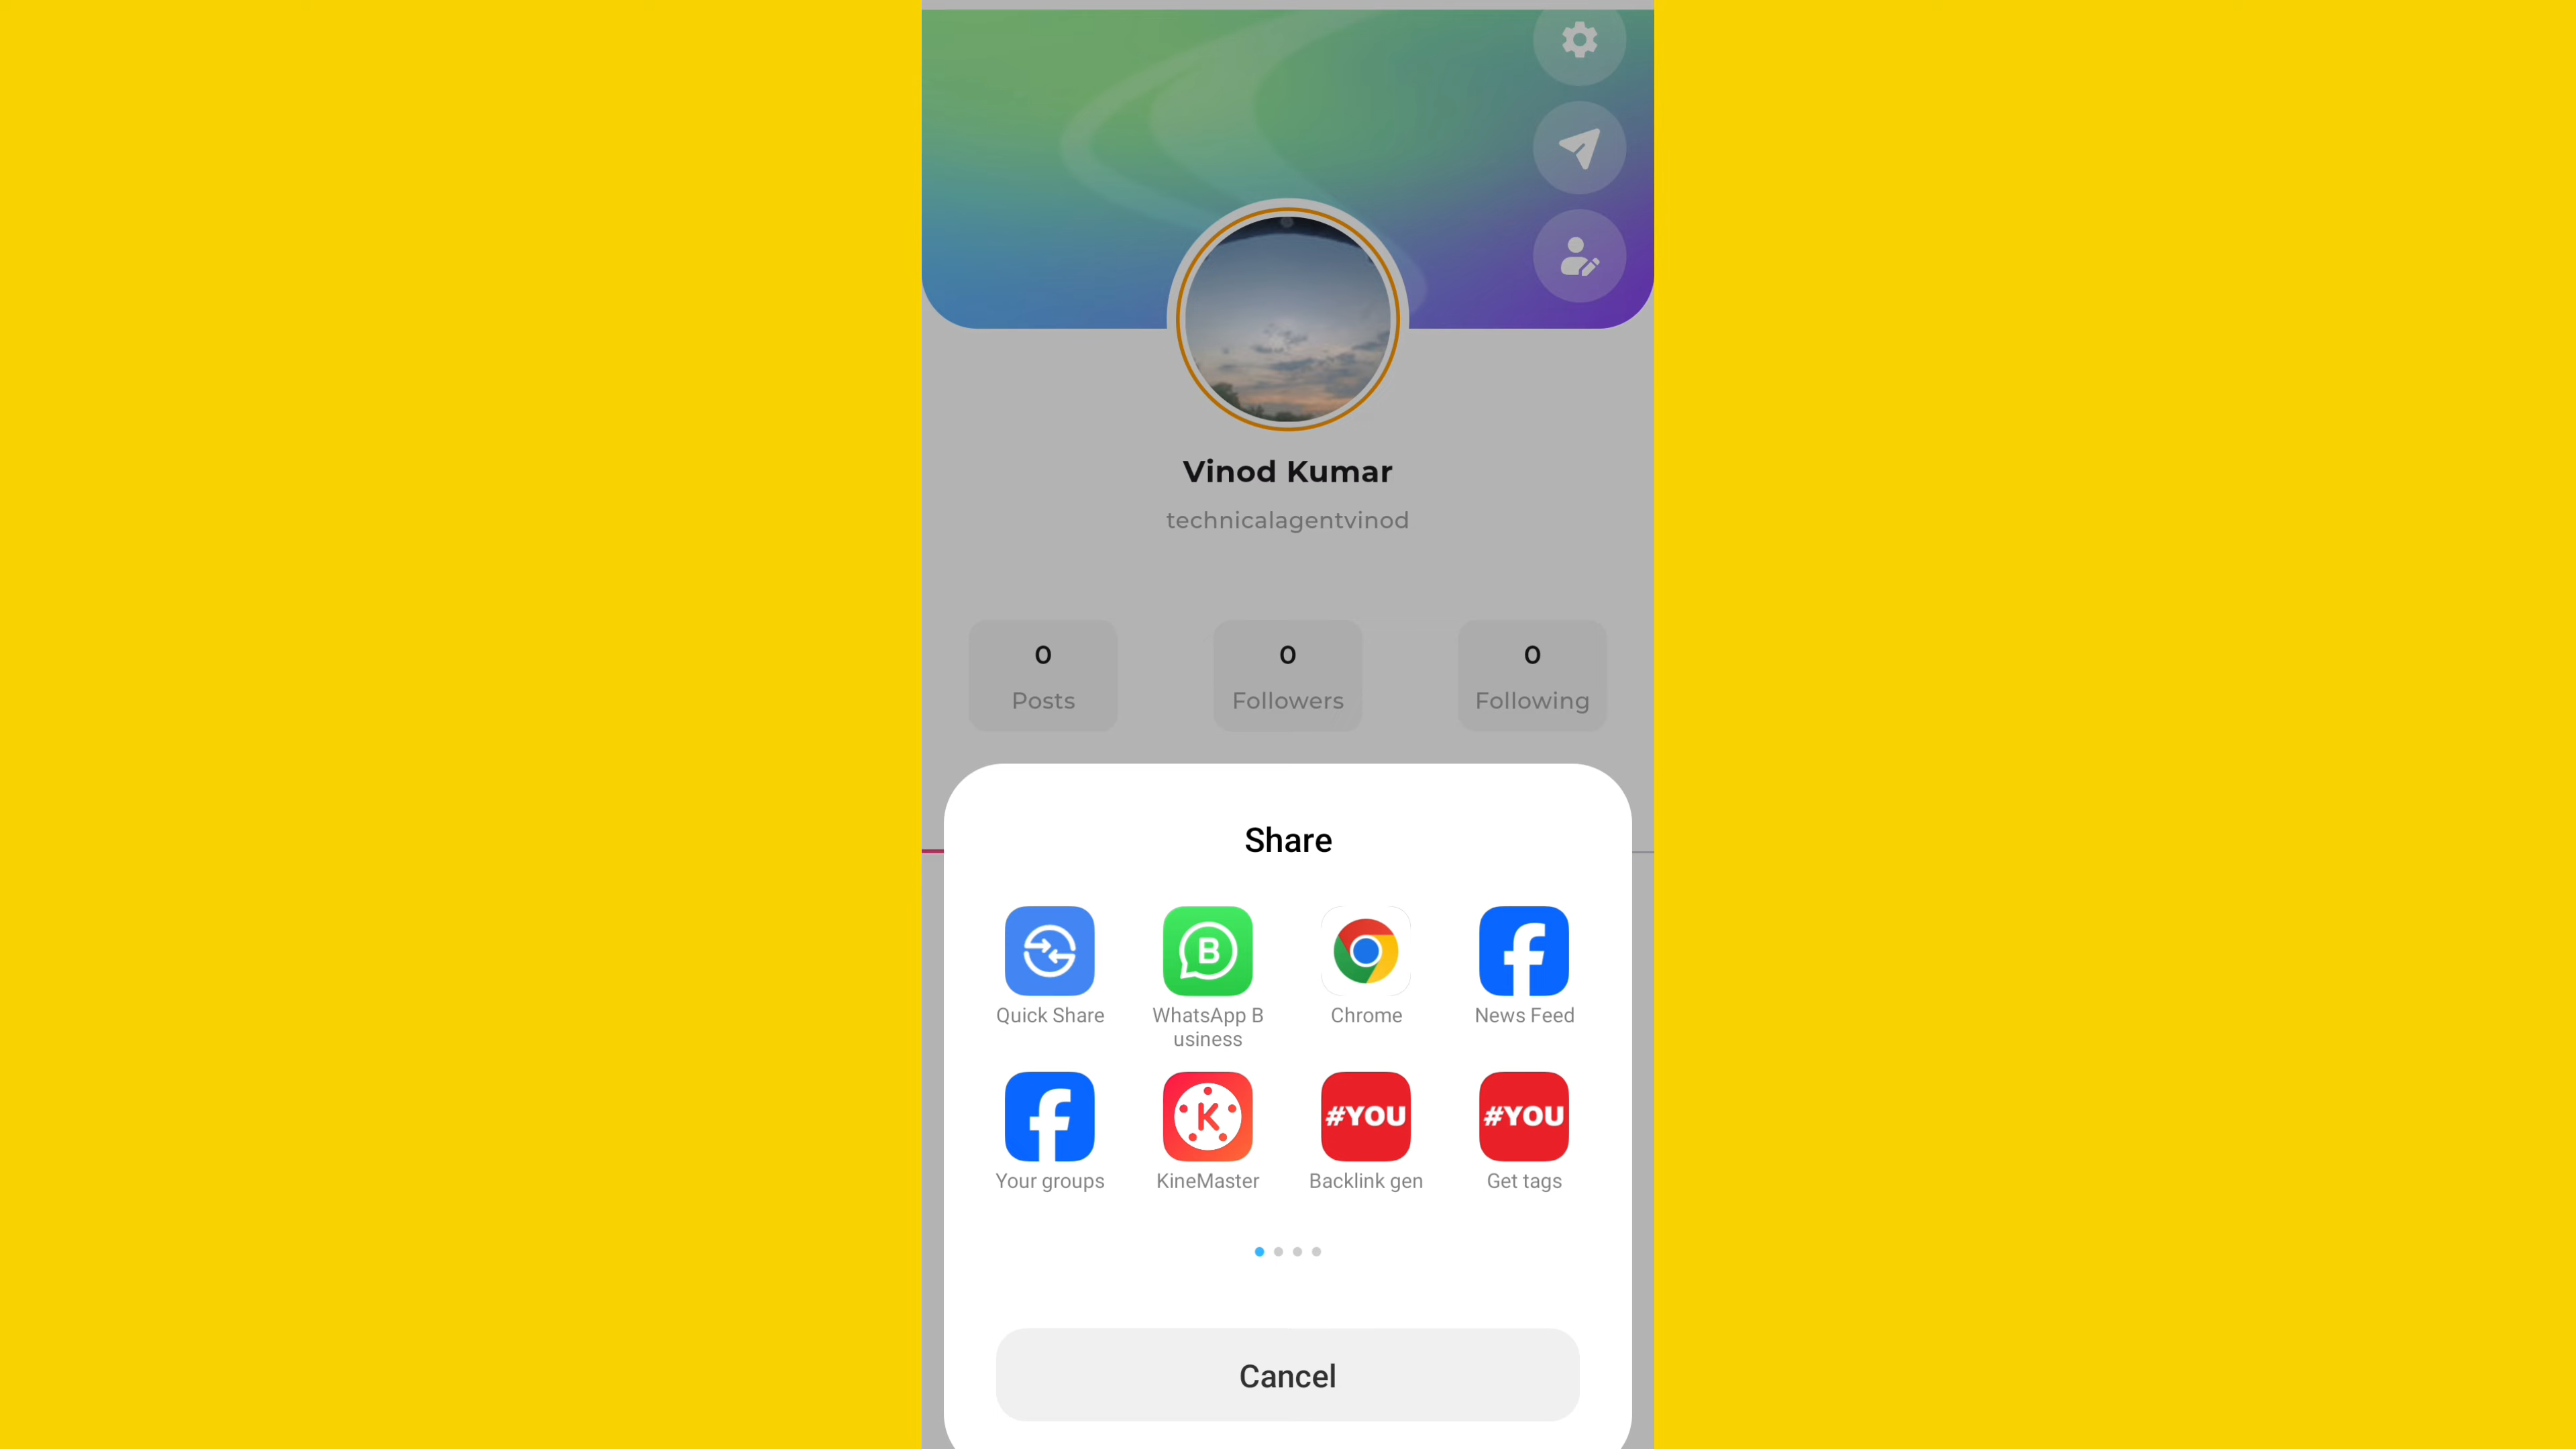 Vinod Kumar
technicalagentvinod
0 0 0
Posts Followers Following
Share
Quick Share WhatsApp B Chrome News Feed
usiness
#YOU #YOU
Your groups KineMaster Backlink gen Get tags
Cancel